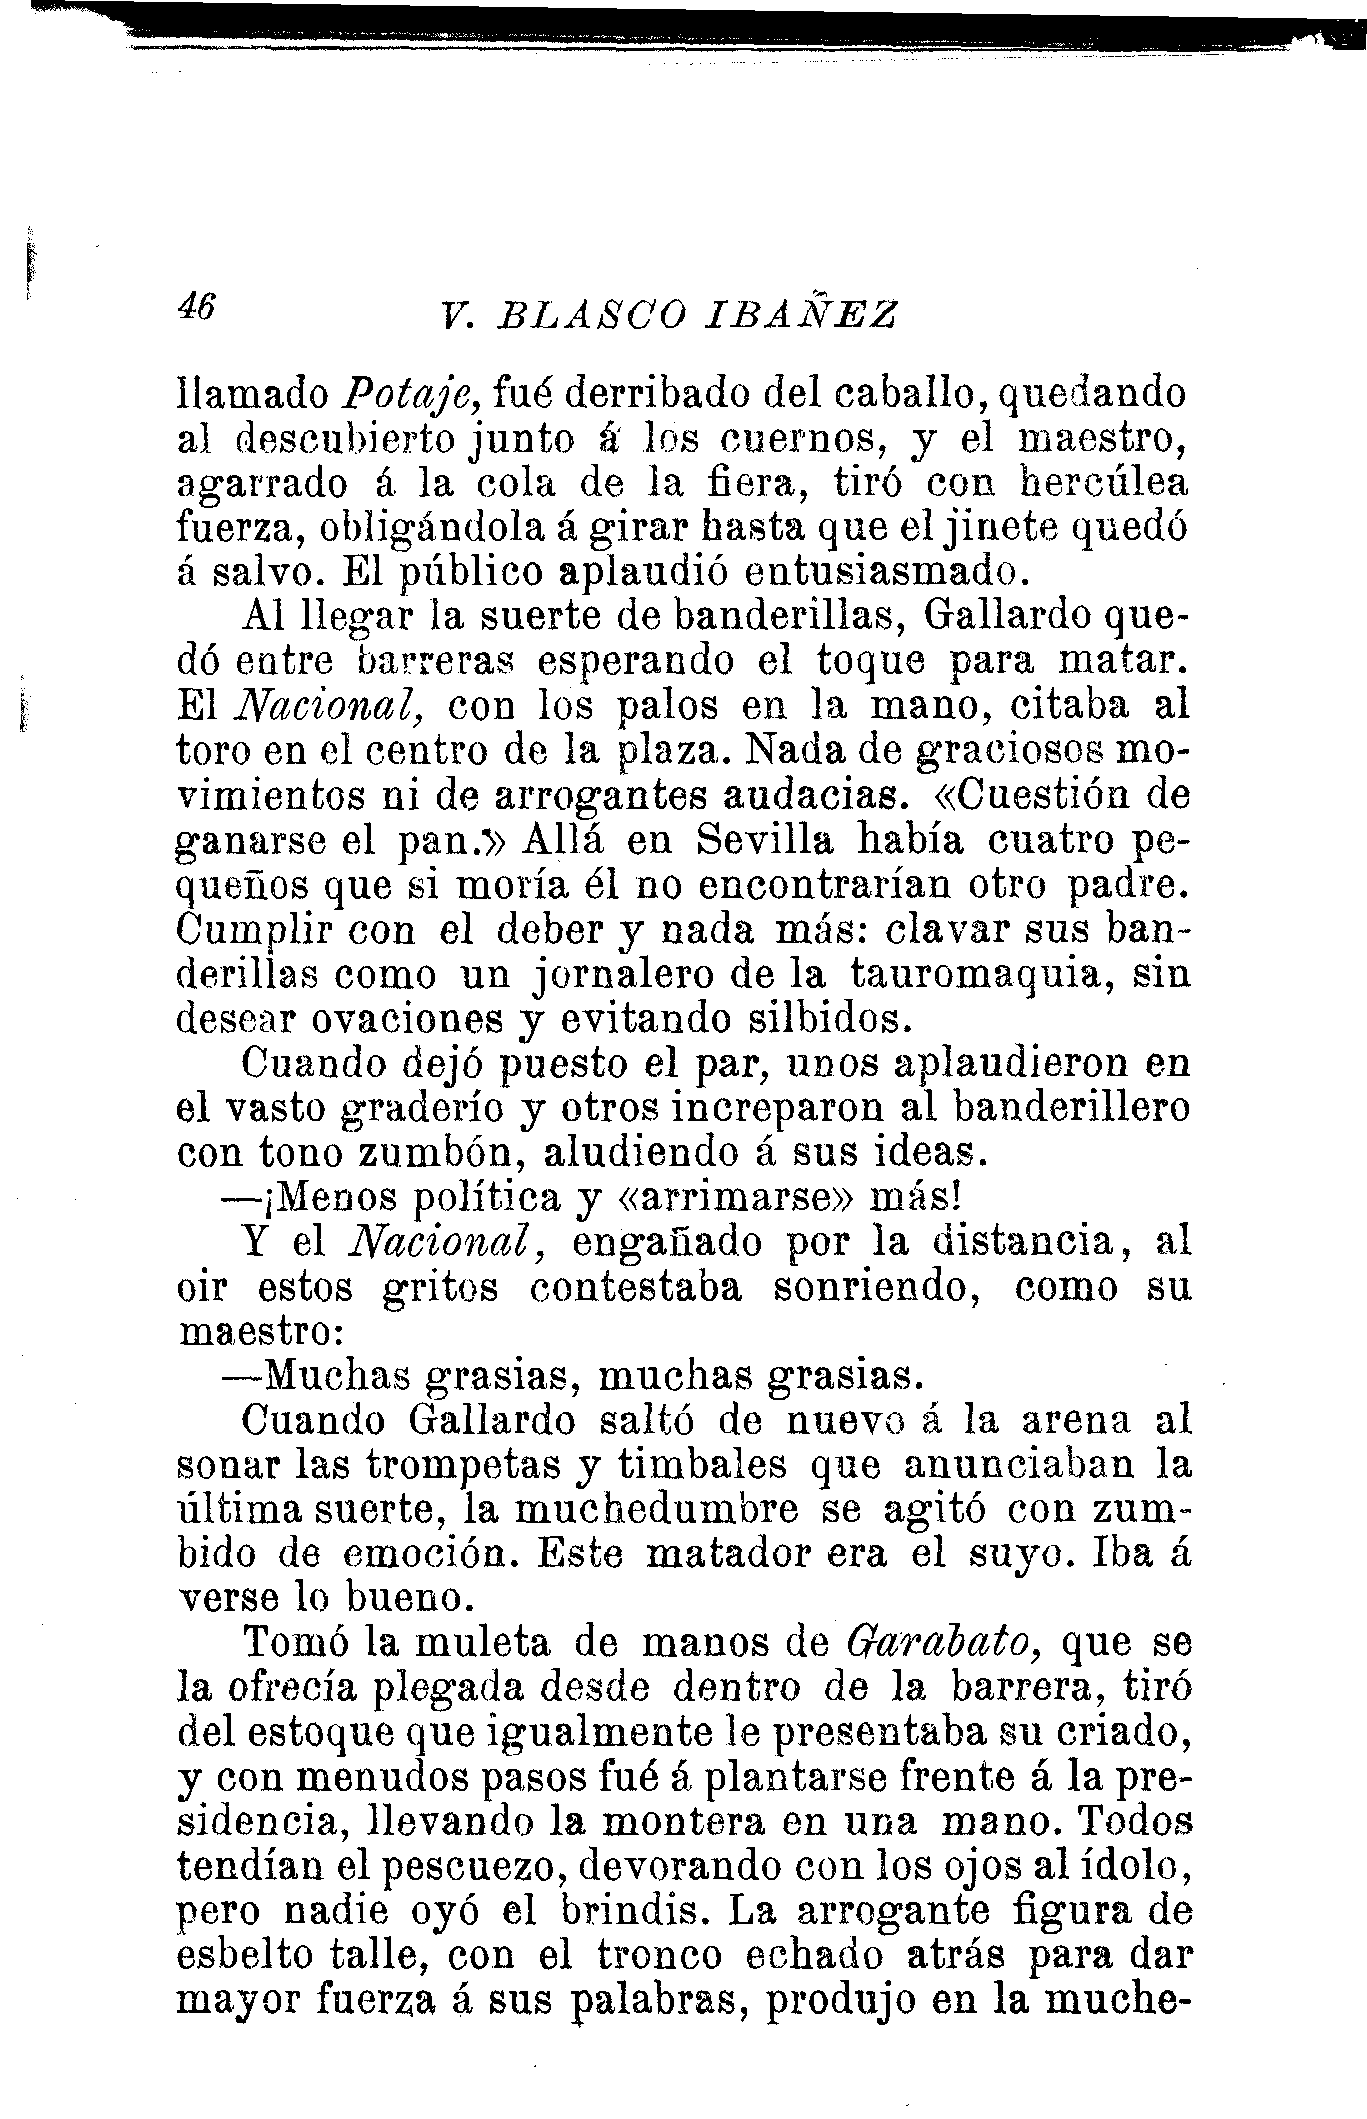 46 V. BLASCO IBAÑEZ
llamado Potaje, fué derribado del caballo, quedando
al descubierto junto á los cuernos, y el maestro,
agarrado á la cola de la fiera, tiró con hercúlea
fuerza, obligándola á girar hasta que el jinete quedó
á salvo. El público aplaudió entusiasmado.
Al llegar la suerte de banderillas, Gallardo que-
dó entre barreras esperando el toque para matar.
El Nacional, con los palos en la mano, citaba al
toro en el centro de la plaza. Nada de graciosos mo-
vimientos ni de arrogantes audacias. «Cuestión de
ganarse el pan.» Allá en Sevilla había cuatro pe-
queños que si moría él no encontrarían otro padre.
Cumplir con el deber y nada más: clavar sus ban-
derillas como un jornalero de la tauromaquia, sin
desear ovaciones y evitando silbidos.
Cuando dejó puesto el par, unos aplaudieron en
el vasto graderío y otros increparon al banderillero
con tono zumbón, aludiendo á sus ideas.
—¡Menos política y «arrimarse» más!
Y el Nacional, engañado por la distancia, al
oir estos gritos contestaba sonriendo, como su
maestro:
—Muchas grasias, muchas grasias.
Cuando Gallardo saltó de nuevo á la arena al
sonar las trompetas y timbales que anunciaban la
última suerte, la muchedumbre se agitó con zum-
bido de emoción. Este matador era el suyo. Iba á
verse lo bueno.
Tomó la muleta de manos de Garabato, que se
la ofrecía plegada desde dentro de la barrera, tiró
del estoque que igualmente le presentaba su criado,
y con menudos pasos fué á plantarse frente á la pre-
sidencia, llevando la montera en una mano. Todos
tendían el pescuezo, devorando con los ojos al ídolo,
pero nadie oyó el brindis. La arrogante figura de
esbelto talle, con el tronco echado atrás para dar
mayor fuerza á sus palabras, produjo en la muche-